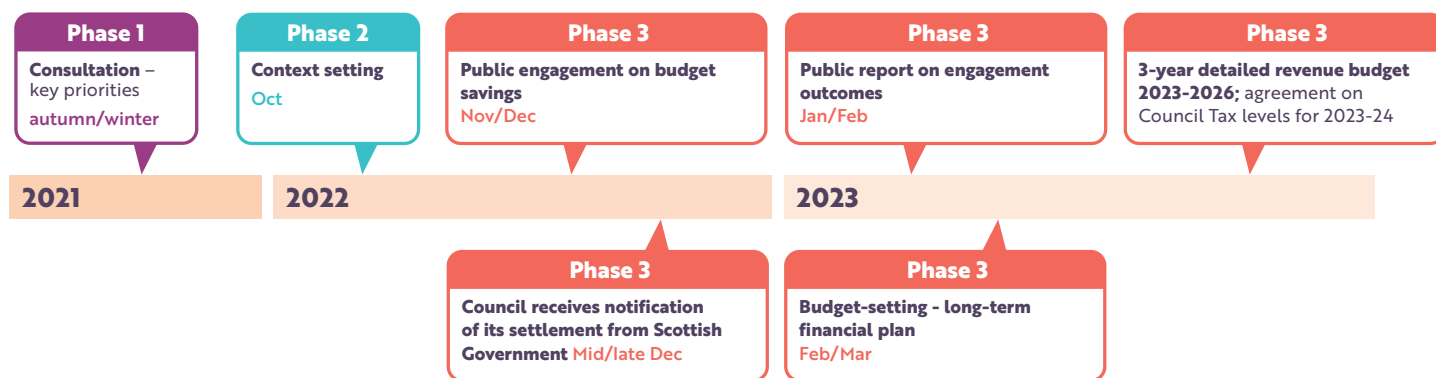 Phase 1
Consultation –
key priorities
autumn/winter
Phase 2
Context setting
Oct
Phase 3
Public engagement on budget
savings
Nov/Dec
Phase 3
Public report on engagement
outcomes
Jan/Feb
Phase 3
3-year detailed revenue budget
2023-2026; agreement on
Council Tax levels for 2023-24
2021
2022
2023
Phase 3
Council receives notification
of its settlement from Scottish
Government Mid/late Dec
Phase 3
Budget-setting - long-term
financial plan
Feb/Mar